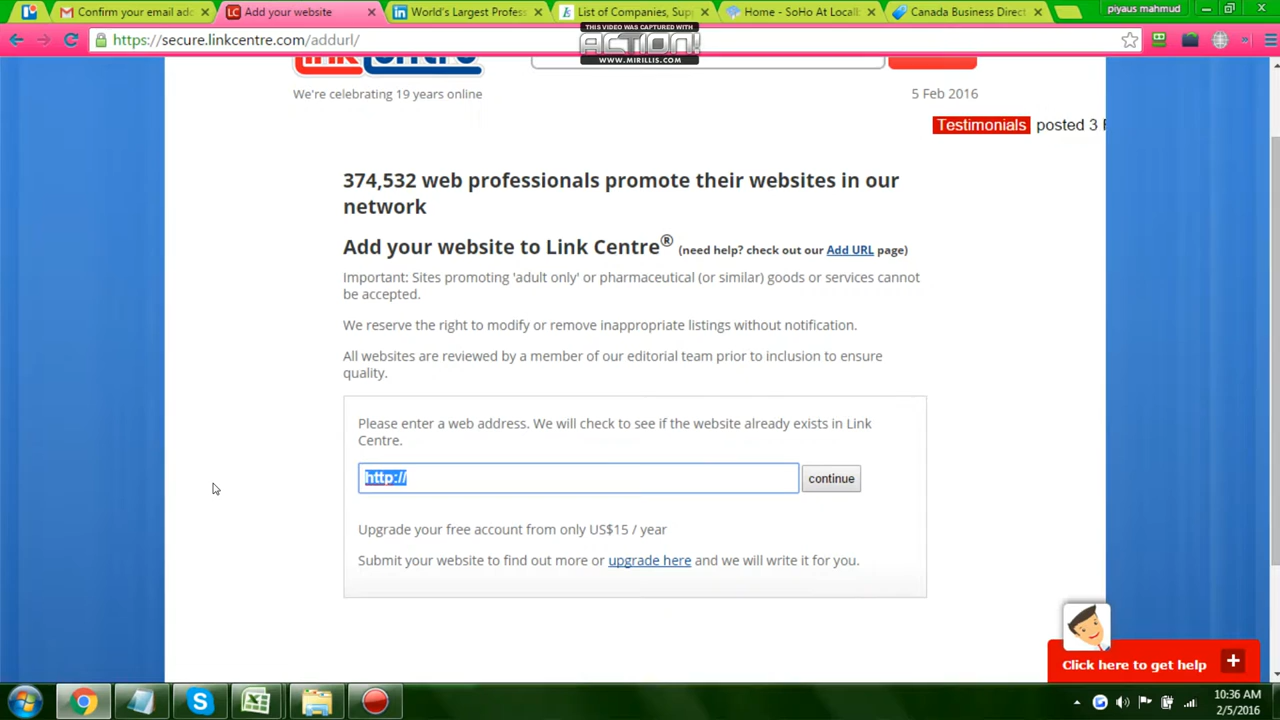 Confirm your email ad
Add your website
World's Largest Profes
List of Companies, Sup
Home - SoHo At Local
Canada Business Direct
piyaus mahmud
https://secure.linkcentre.com/addurl/
THIS VIDEO WAS CAPTURED WITH
ACTION!
WWW.MIRILLIS.COM
link centre
We're celebrating 19 years online
5 Feb 2016
Testimonials posted 3 F
374,532 web professionals promote their websites in our
network
Add your website to Link Centre® (need help? check out our Add URL page)
Important: Sites promoting 'adult only' or pharmaceutical (or similar) goods or services cannot
be accepted.
We reserve the right to modify or remove inappropriate listings without notification.
All websites are reviewed by a member of our editorial team prior to inclusion to ensure
quality.
Please enter a web address. We will check to see if the website already exists in Link
Centre.
http://
continue
Upgrade your free account from only US$15 / year
Submit your website to find out more or upgrade here and we will write it for you.
Click here to get help +
10:36 AM
2/5/2016